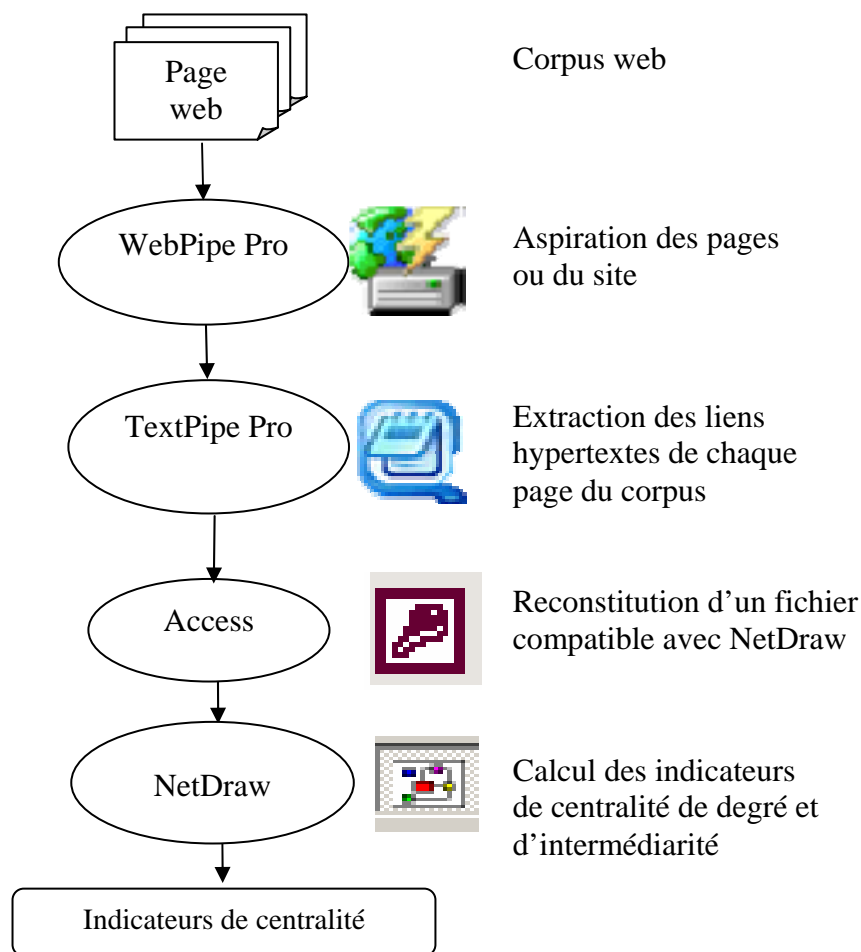 Page
web
Corpus web
WebPipe Pro
Aspiration des pages
ou du site
TextPipe Pro
Extraction des liens
hypertextes de chaque
page du corpus
Access
Reconstitution d’un fichier
compatible avec NetDraw
NetDraw
Calcul des indicateurs
de centralité de degré et
d’intermédiarité
Indicateurs de centralité